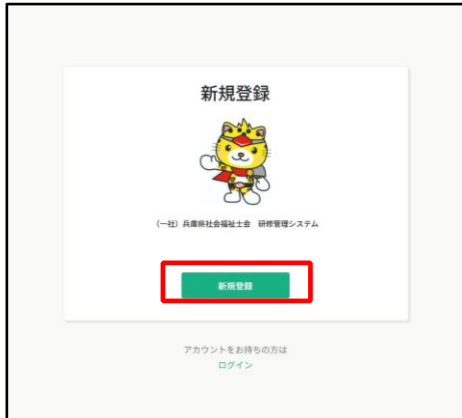 新規登録
(一社)兵庫県社会福祉士会　研修管理システム
新規登録
アカウントをお持ちの方は
ログイン